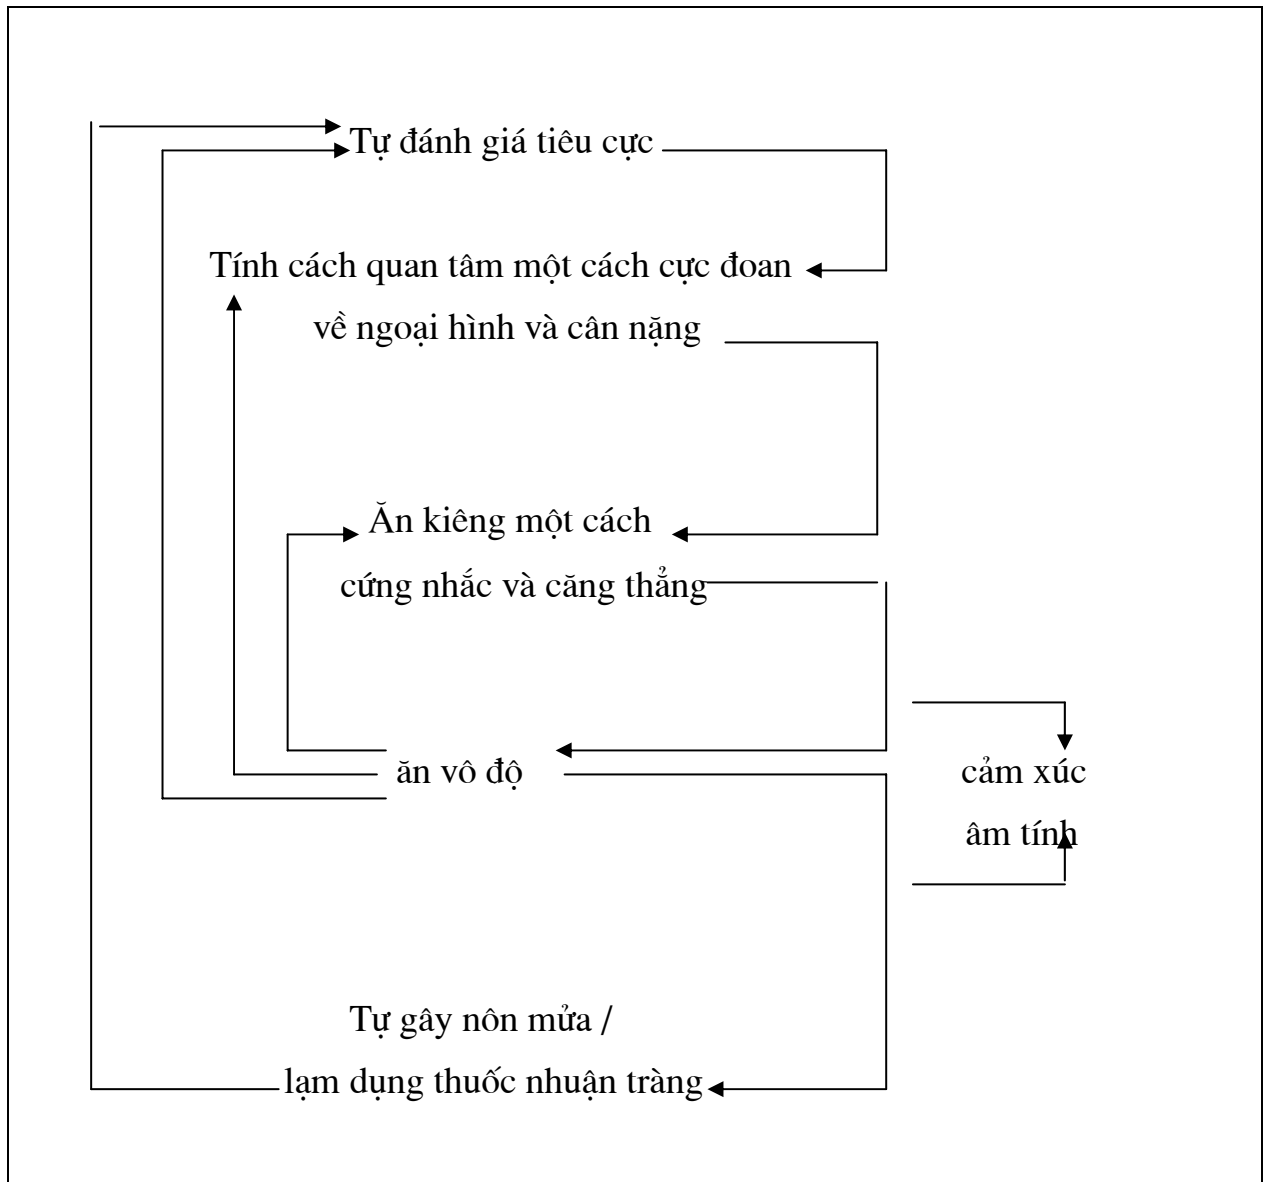 Tự đánh giá tiêu cực
Tính cách quan tâm một cách cực đoan
về ngoại hình và cân nặng
Ăn kiêng một cách
cứng nhắc và căng thẳng
ăn vô độ
cảm xúc
âm tính
Tự gây nôn mửa /
lạm dụng thuốc nhuận tràng